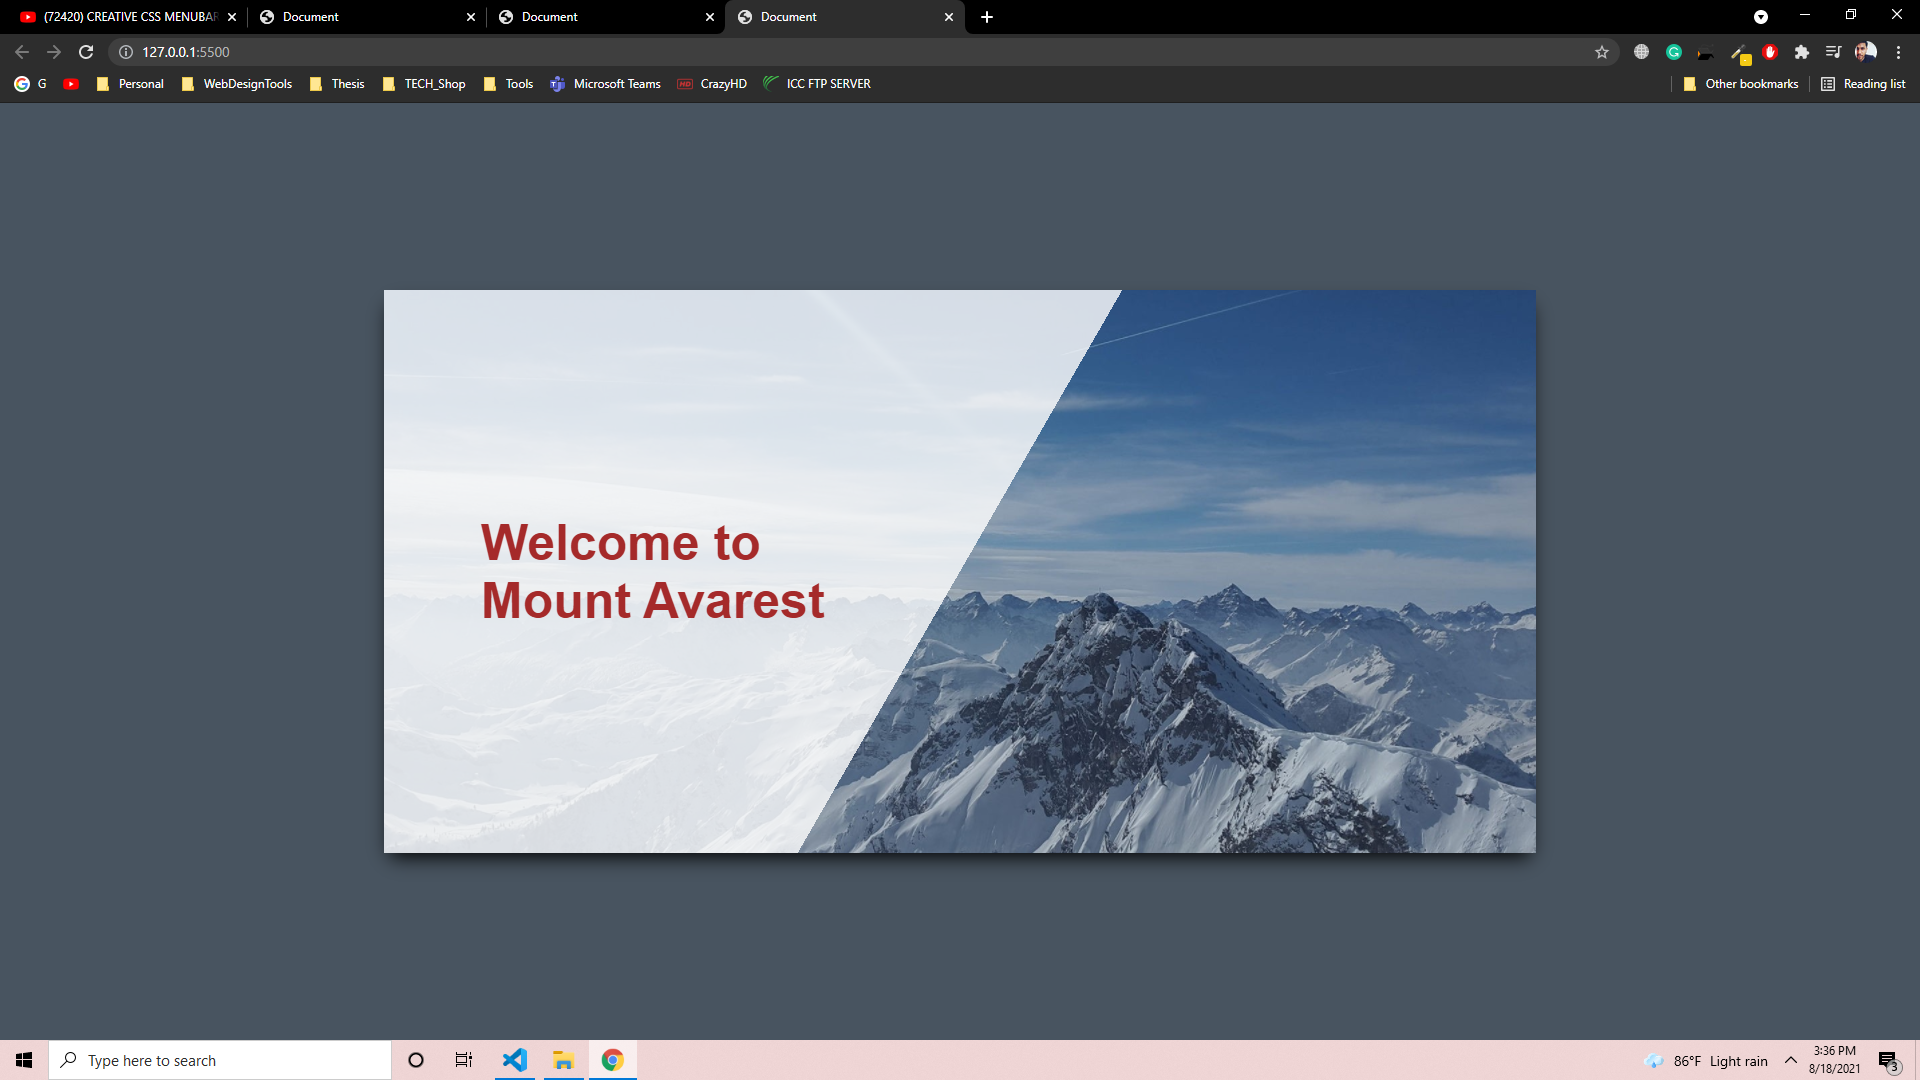 (72420) CREATIVE CSS MENUBAR
Document
Document
Document
127.0.0.1:5500
G
Personal
WebDesignTools
Thesis
TECH_Shop
Tools
Microsoft Teams
HD
CrazyHD
ICC FTP SERVER
Other bookmarks
Reading list
Welcome to
Mount Avarest
Type here to search
86°F Light rain
3:36 PM
8/18/2021
3